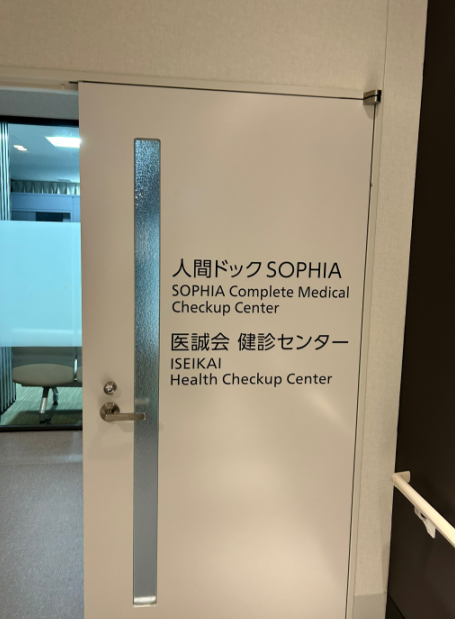 人間ドックSOPHIA
SOPHIA Complete Medical
Checkup Center
医誠会 健診センター
ISEIKAI
Health Checkup Center